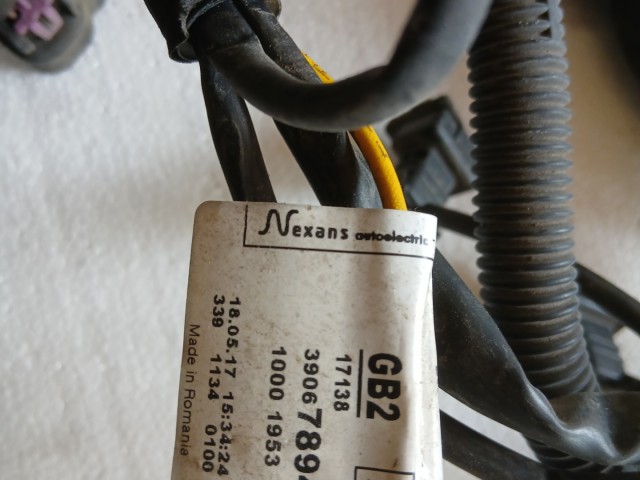 Nexans autoelectric
GB2
17138
3906 789
1000 1953
18.05.17 15:34:24
339 1134 0100
Made in Romania